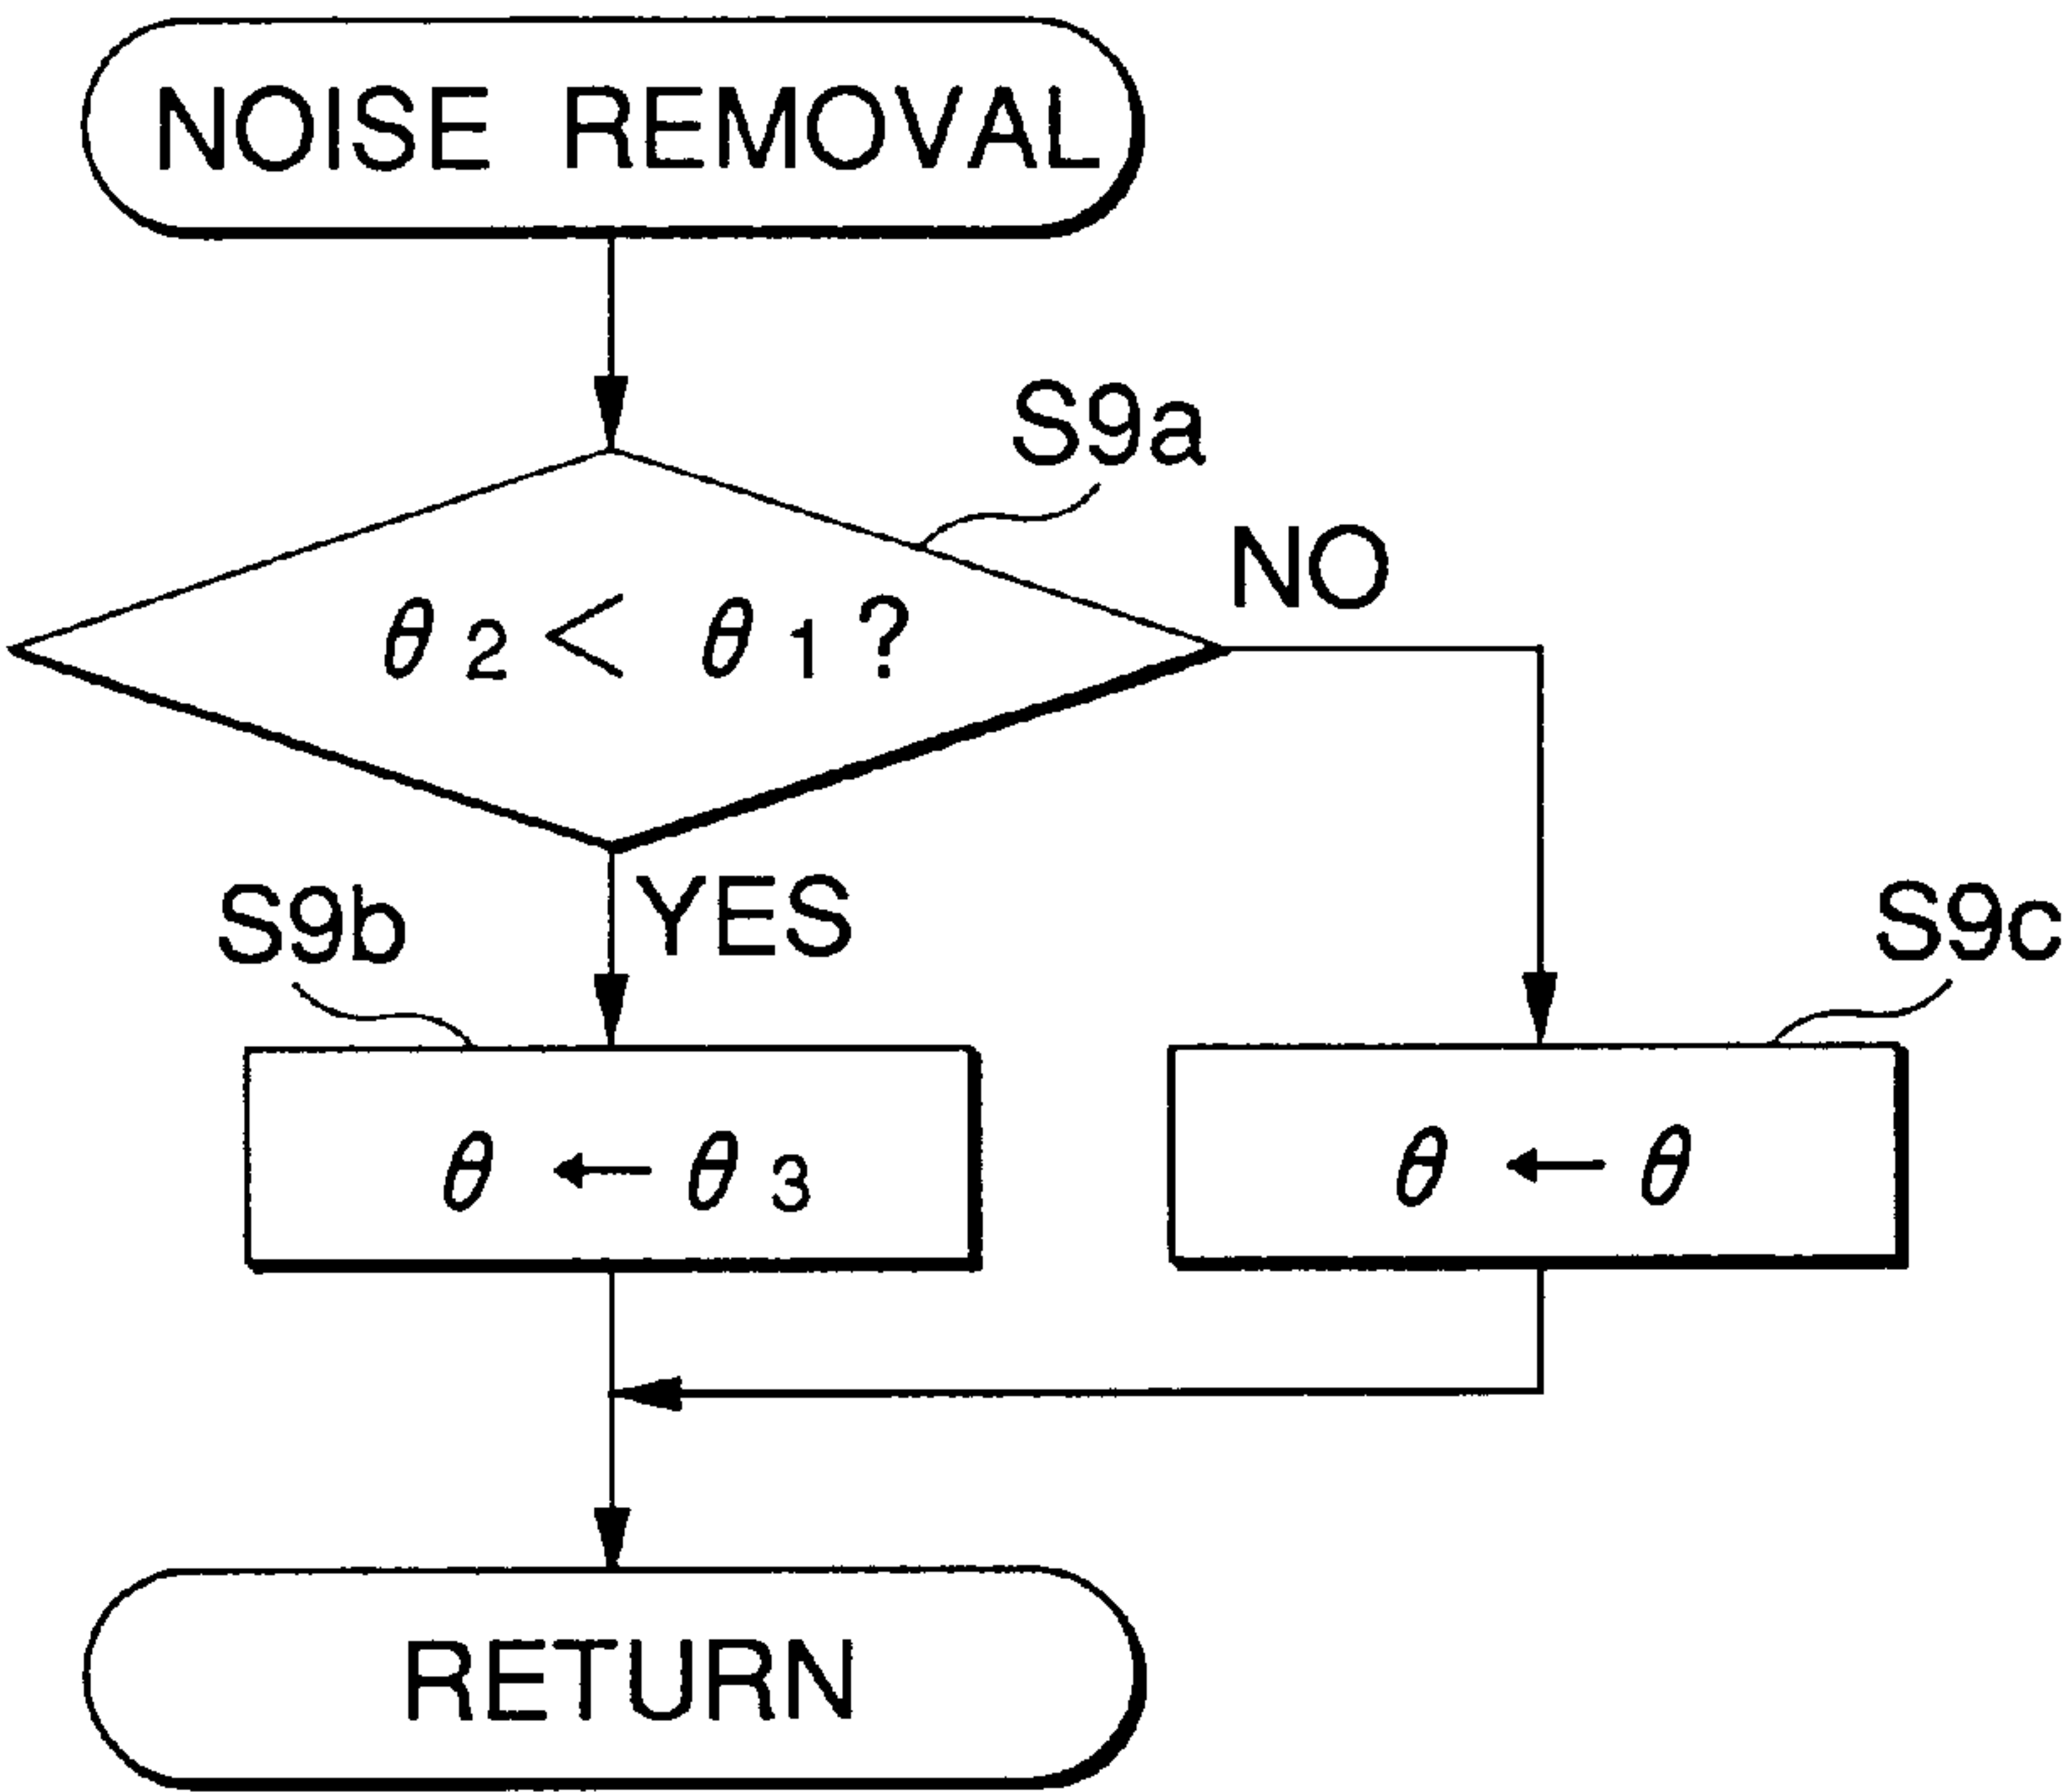 NOISE REMOVAL
S9a
θ2< θ1?
NO
YES
S9b
S9c
θ ← θ3
θ ← θ
RETURN